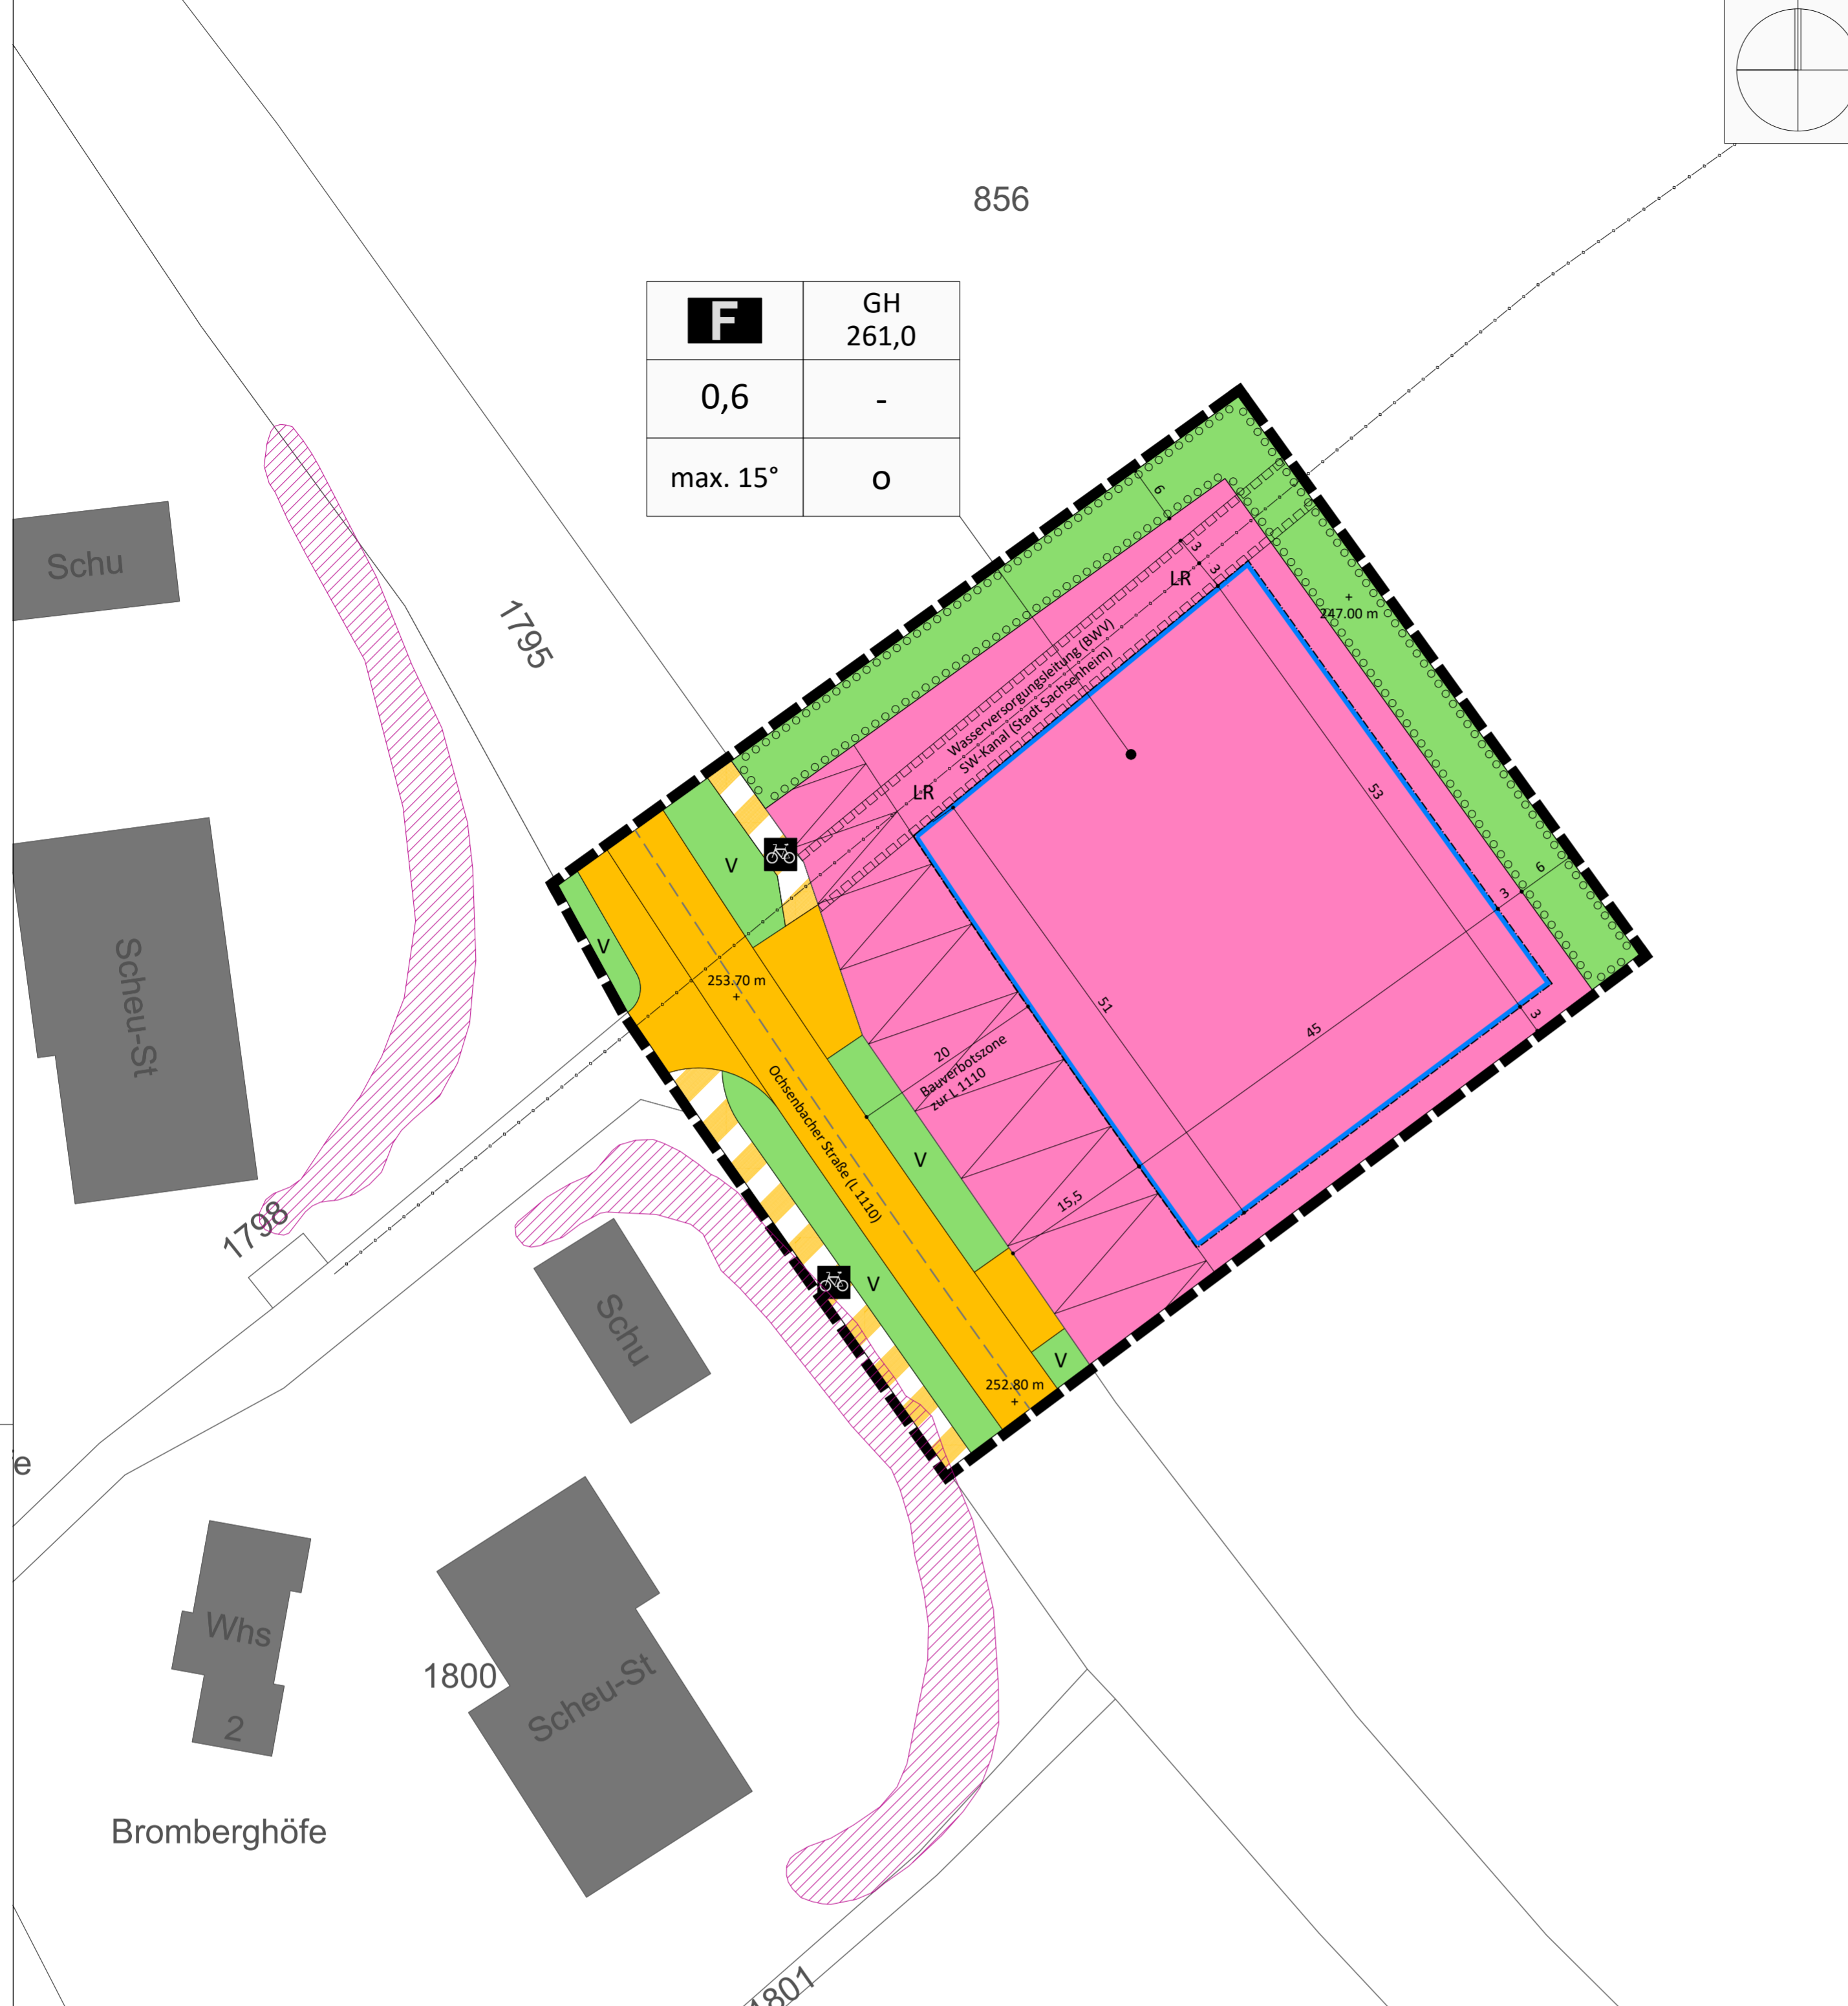 856
F
GH
261,0
0,6
-
max. 15°
o
6
3
3
LR
Schu
1795
247.00 m
Wasserversorgungsleitung (BWV)
SW-Kanal (Stadt Sachsenheim)
LR
53
V
6
3
V
253.70 m
Scheu-St
51
45
3
20
Bauverbotszone
zur L 1110
Ochsenbacher Straße (L 1110)
V
15,5
1798
V
Schu
V
252.80 m
e
Whs
2
1800
Scheu-St
Bromberghöfe
1801